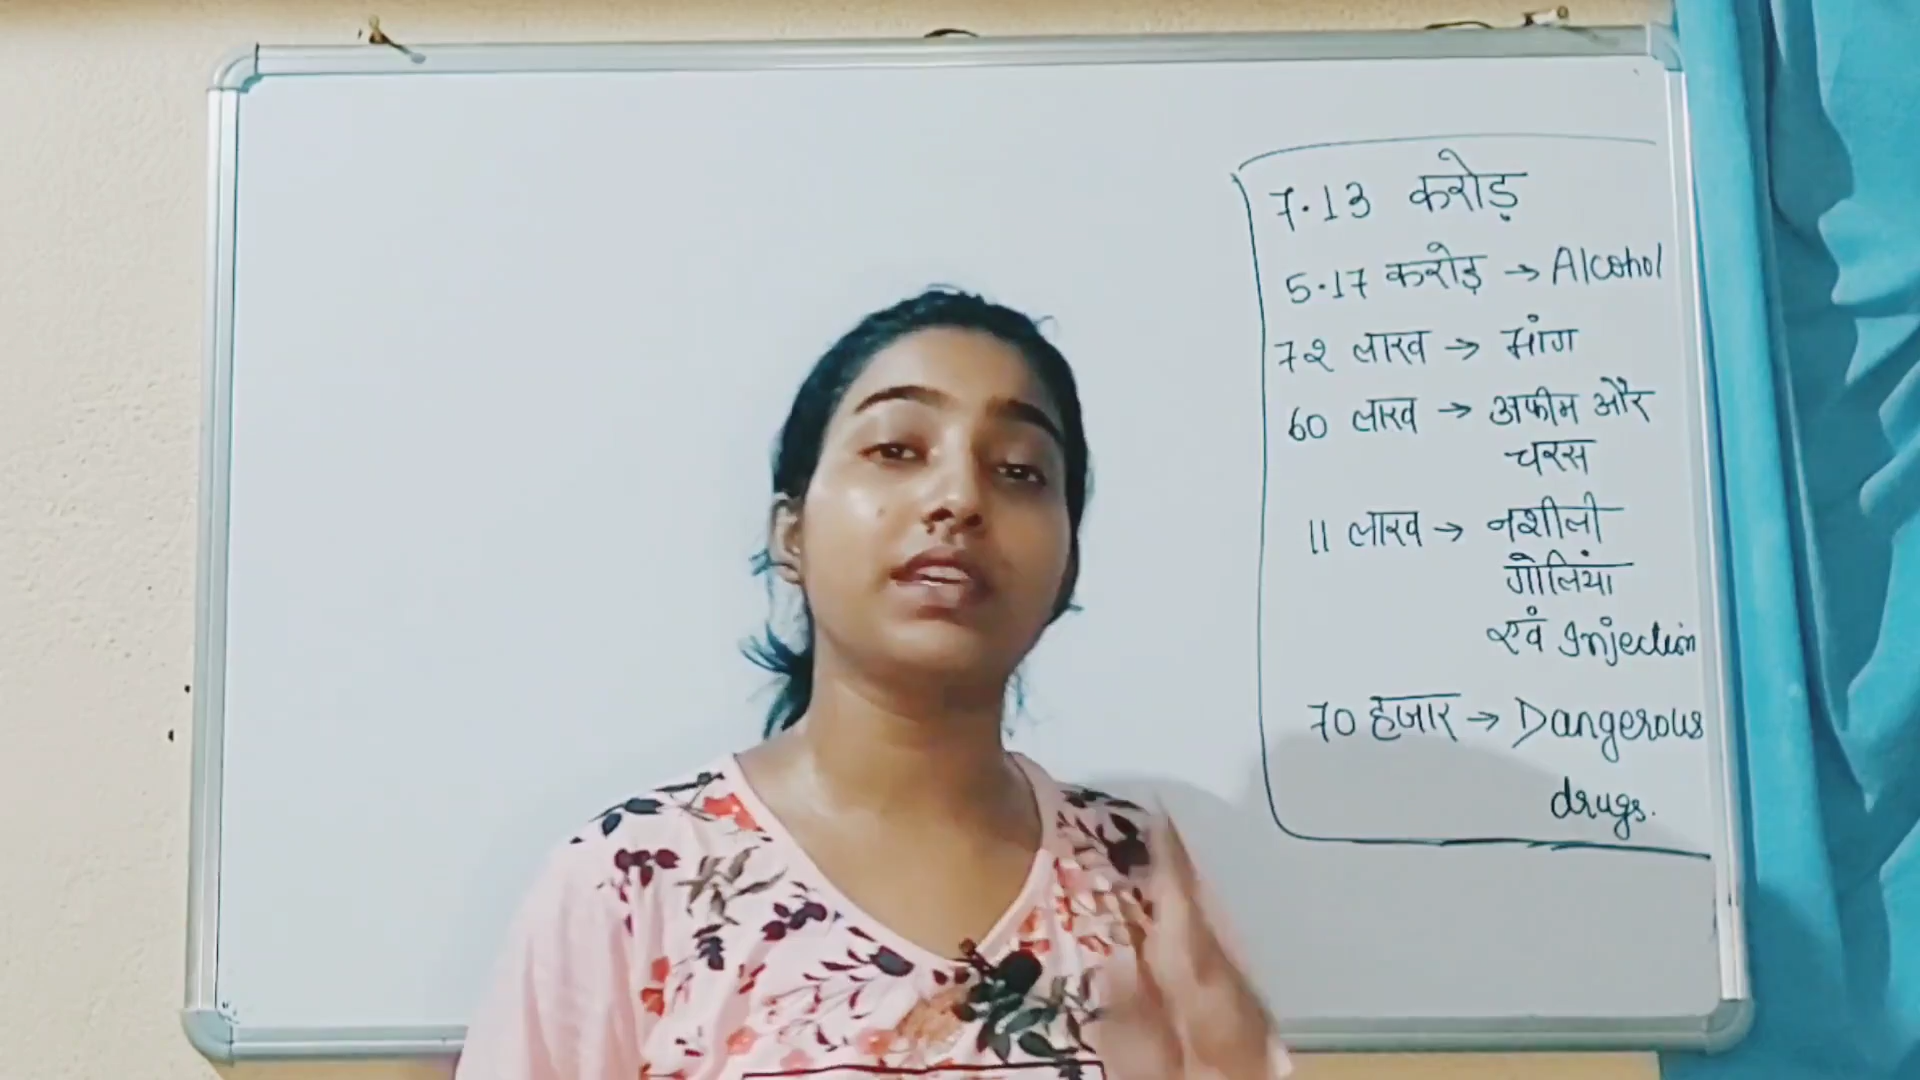 7.13 करोड़
5.17 करोड़ → Alcohol
72 लाख → भांग
60 लाख → अफीम और
चरस
11 लाख → नशीली
गोलियां
एवं Injection
70 हजार → Dangerous
drugs.